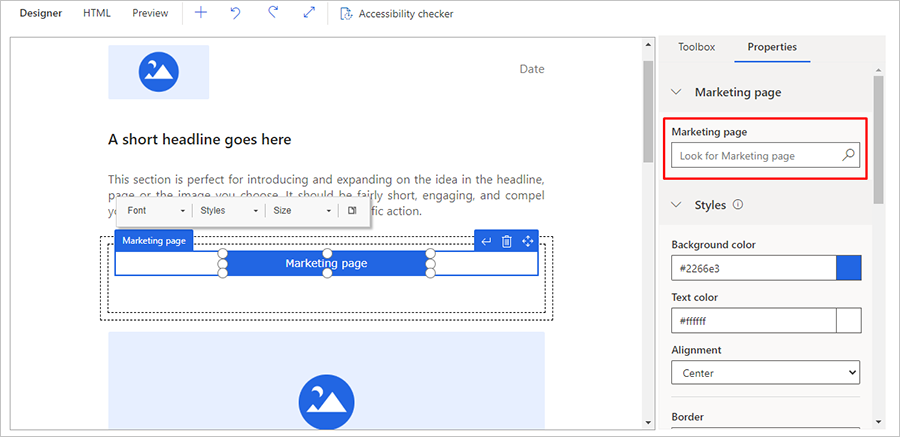 Designer HTML Preview Accessibility checker
Date
A short headline goes here
This section is perfect for introducing and expanding on the idea in the headline,
page or the image you choose. It should be fairly short, engaging, and compel
Font Styles Size
fic action.
Marketing page
Marketing page
Toolbox Properties
Marketing page
Marketing page
Look for Marketing page
Styles
Background color
#2266e3
Text color
#ffffff
Alignment
Center
Border